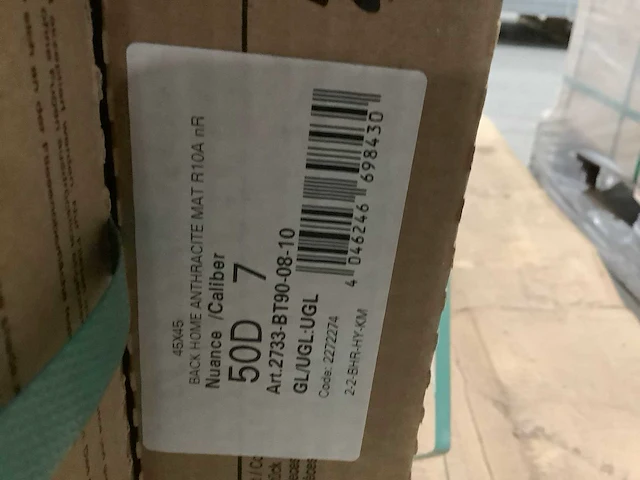 45X45
BACK HOME ANTHRACITE MAT R10A nR
Nuance /Caliber
50D 7
Art.2733-BT90-08-10
GL/UGL:UGL
Code: 2272274
2-2-BHR-HY-KM
4 046246 698430